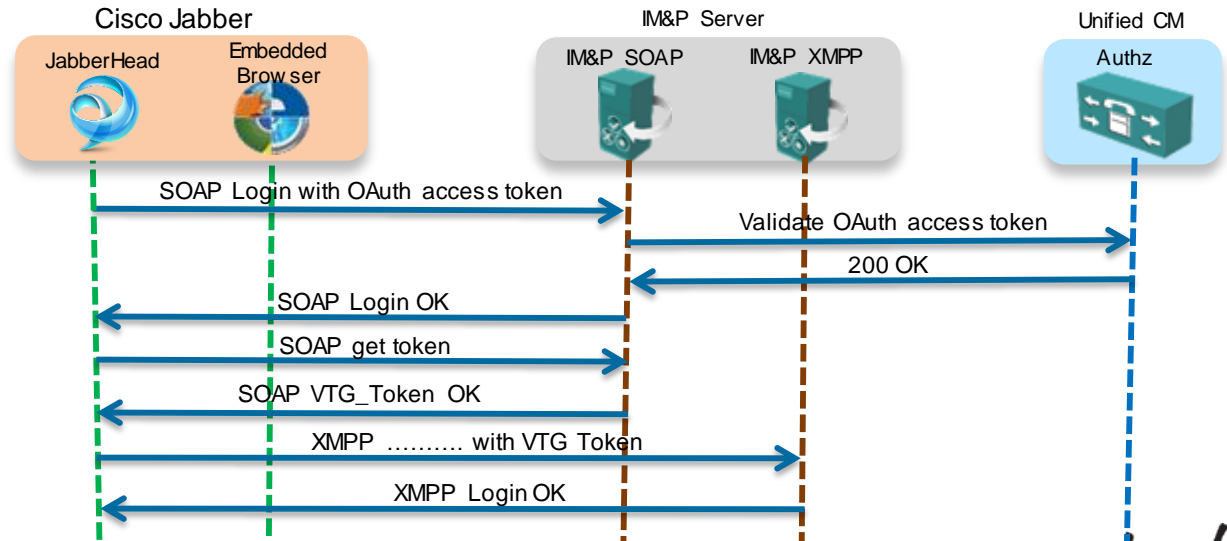 Cisco Jabber
IM&P Server
Unified CM
JabberHead
Embedded
Browser
IM&P SOAP
IM&P XMPP
Authz
SOAP Login with OAuth access token
Validate OAuth access token
200 OK
SOAP Login OK
SOAP get token
SOAP VTG_Token OK
XMPP .......... with VTG Token
XMPP Login OK